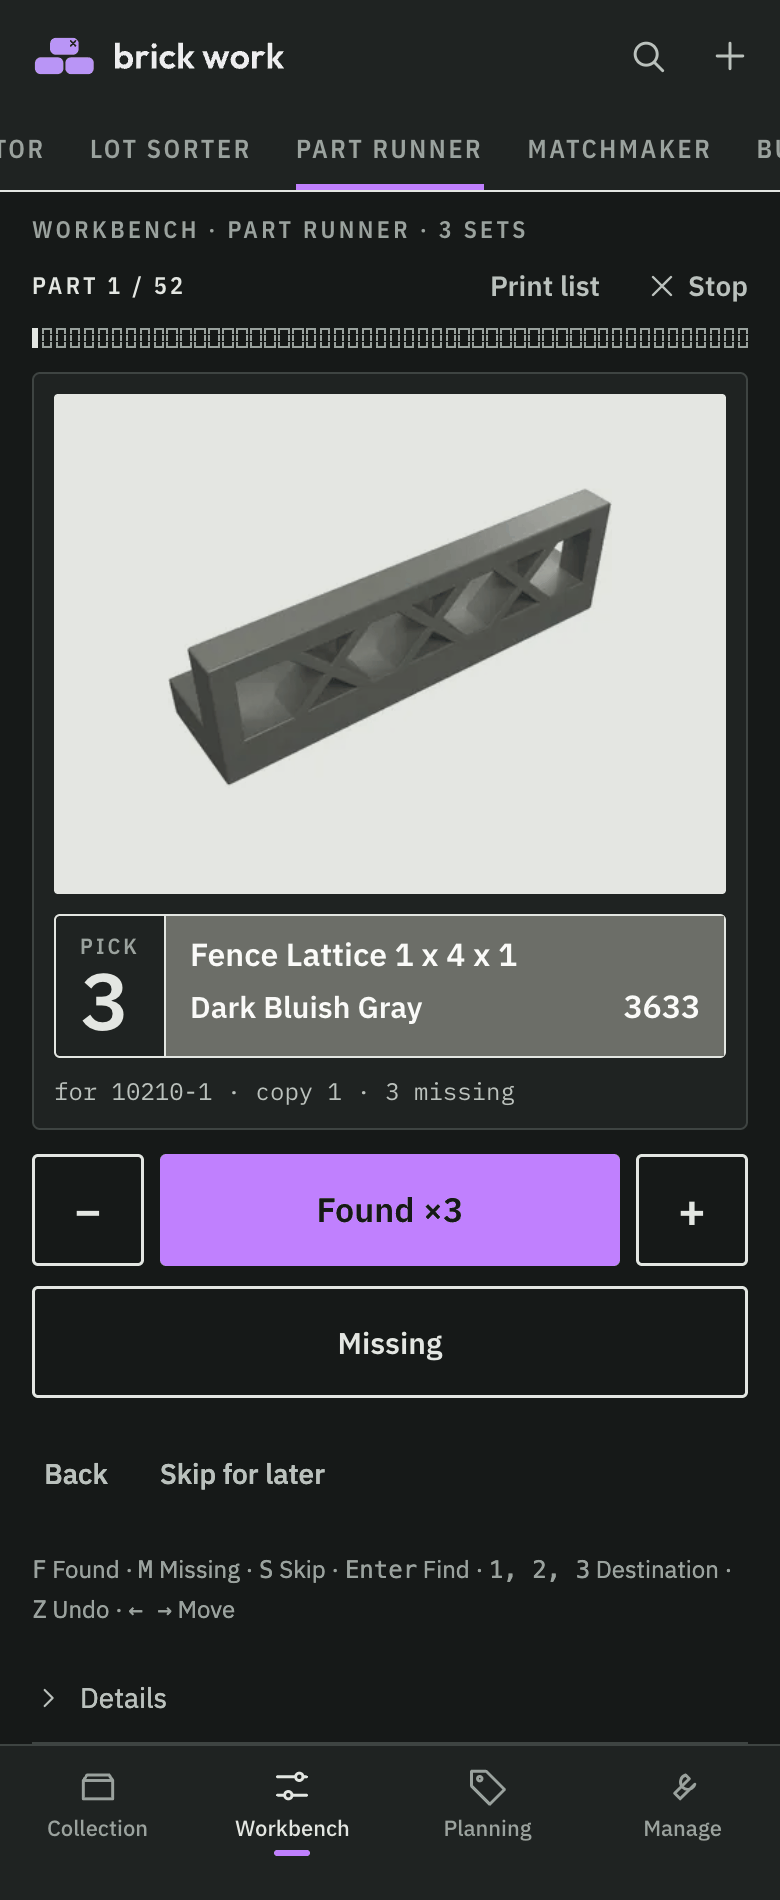 brick work
TOR LOT SORTER PART RUNNER MATCHMAKER BU
WORKBENCH · PART RUNNER · 3 SETS
PART 1 / 52 Print list Stop
PICK
3
Fence Lattice 1 x 4 x 1
Dark Bluish Gray 3633
for 10210-1 · copy 1 · 3 missing
− Found ×3 +
Missing
Back Skip for later
F Found · M Missing · S Skip · Enter Find · 1, 2, 3 Destination ·
Z Undo · ← → Move
Details
Collection Workbench Planning Manage